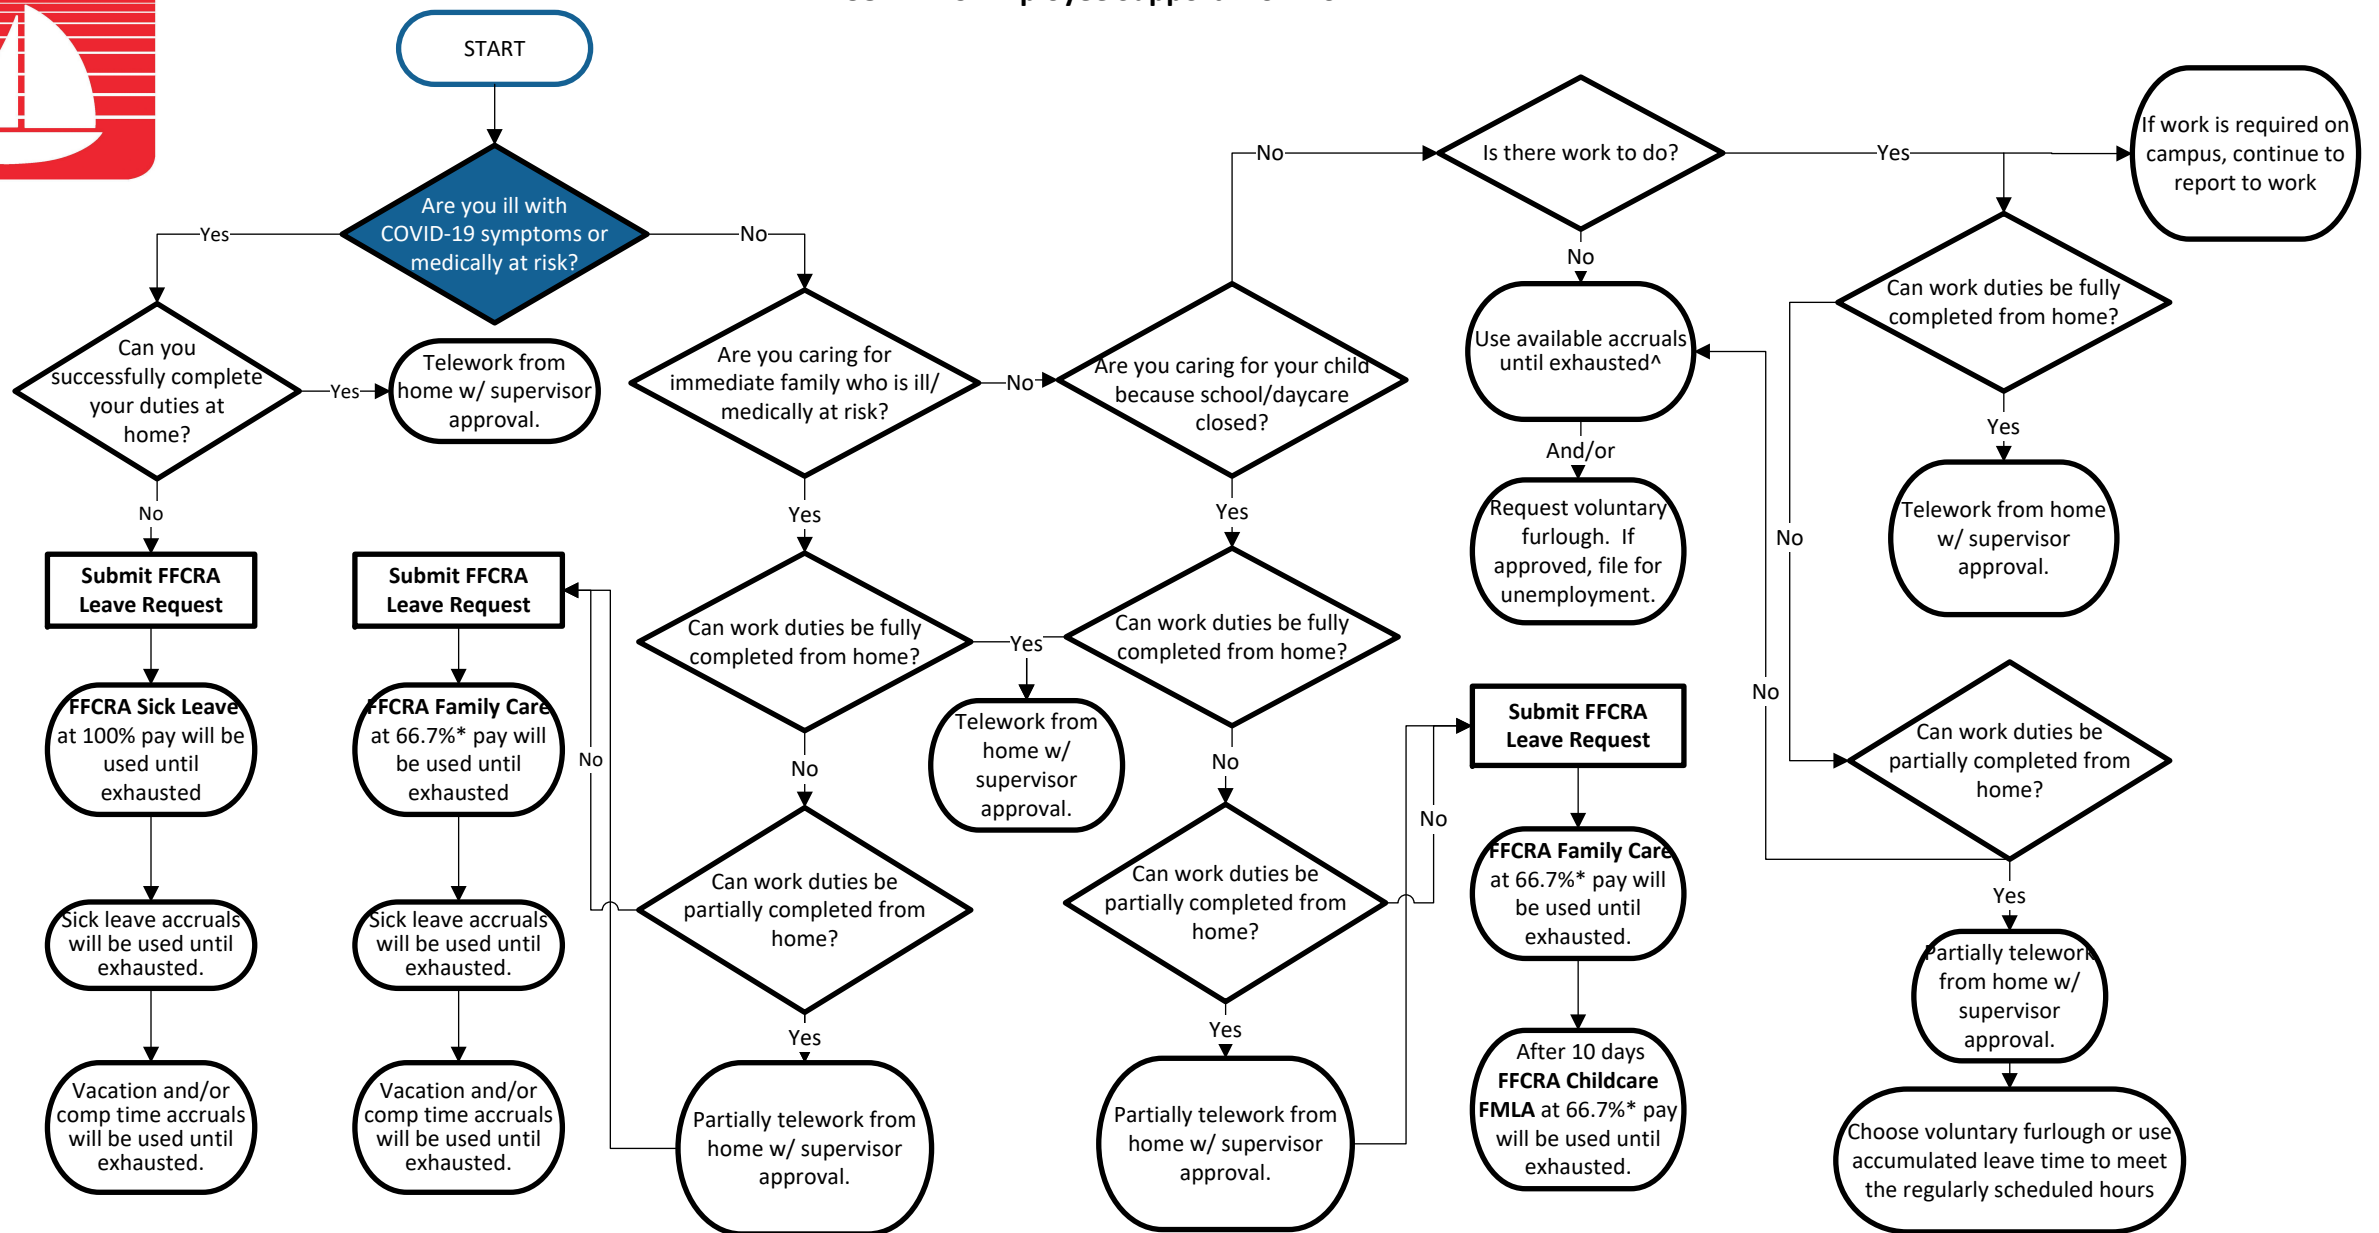 START
Are you ill with
COVID-19 symptoms or
medically at risk?
Yes
No
Can you
successfully complete
your duties at
home?
Yes
Telework from
home w/ supervisor
approval.
No
Submit FFCRA
Leave Request
FFCRA Sick Leave
at 100% pay will be
used until
exhausted
Sick leave accruals
will be used until
exhausted.
Vacation and/or
comp time accruals
will be used until
exhausted.
Submit FFCRA
Leave Request
FFCRA Family Care
at 66.7%* pay will
be used until
exhausted
Sick leave accruals
will be used until
exhausted.
Vacation and/or
comp time accruals
will be used until
exhausted.
Are you caring for
immediate family who is ill/
medically at risk?
No
Yes
Can work duties be fully
completed from home?
Yes
Telework from
home w/
supervisor
approval.
No
Can work duties be
partially completed from
home?
No
Yes
Partially telework from
home w/ supervisor
approval.
Are you caring for your child
because school/daycare
closed?
No
Yes
Can work duties be fully
completed from home?
No
Can work duties be
partially completed from
home?
No
Yes
Partially telework from
home w/ supervisor
approval.
Submit FFCRA
Leave Request
FFCRA Family Care
at 66.7%* pay will
be used until
exhausted.
After 10 days
FFCRA Childcare
FMLA at 66.7%* pay
will be used until
exhausted.
Is there work to do?
Yes
No
Use available accruals
until exhausted^
And/or
Request voluntary
furlough. If
approved, file for
unemployment.
If work is required on
campus, continue to
report to work
Can work duties be fully
completed from home?
Yes
Telework from home
w/ supervisor
approval.
No
Can work duties be
partially completed from
home?
No
Yes
Partially telework
from home w/
supervisor
approval.
Choose voluntary furlough or use
accumulated leave time to meet
the regularly scheduled hours